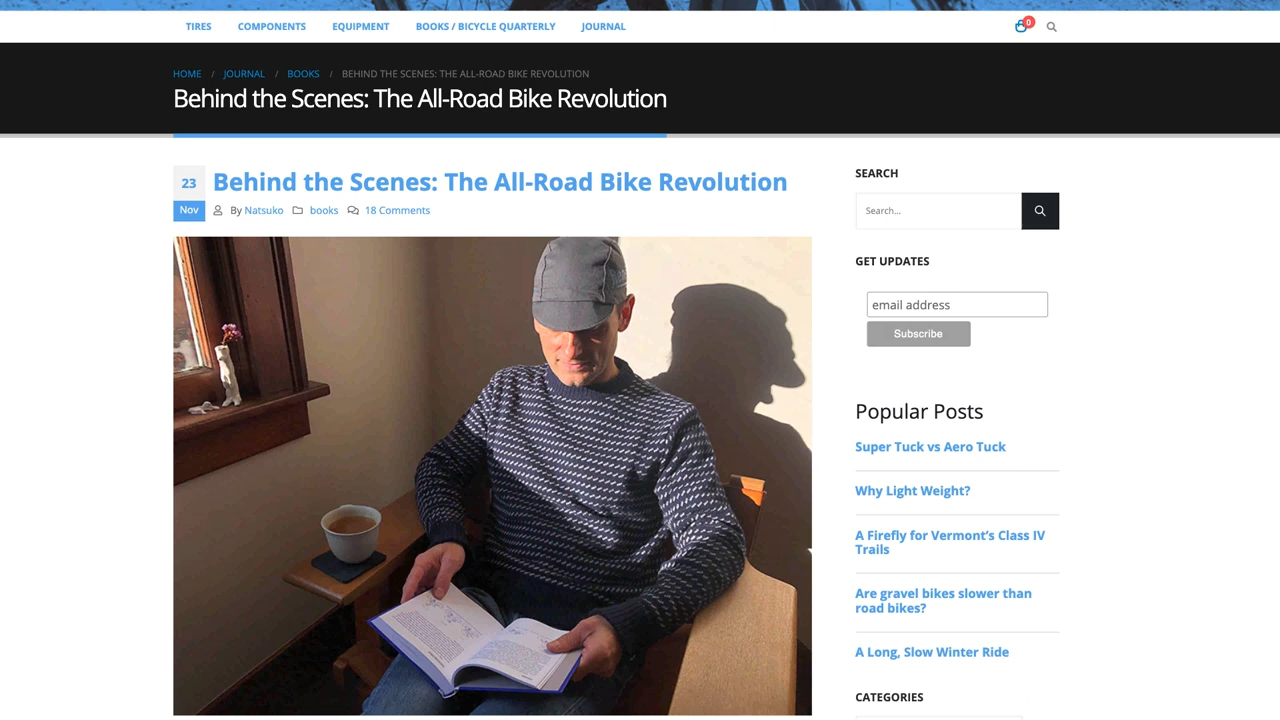 TIRES COMPONENTS EQUIPMENT BOOKS / BICYCLE QUARTERLY JOURNAL 0
HOME / JOURNAL / BOOKS / BEHIND THE SCENES: THE ALL-ROAD BIKE REVOLUTION
Behind the Scenes: The All-Road Bike Revolution
23
Nov
Behind the Scenes: The All-Road Bike Revolution
By Natsuko books 18 Comments
SEARCH
Search...
GET UPDATES
email address
Subscribe
Popular Posts
Super Tuck vs Aero Tuck
Why Light Weight?
A Firefly for Vermont's Class IV
Trails
Are gravel bikes slower than
road bikes?
A Long, Slow Winter Ride
CATEGORIES